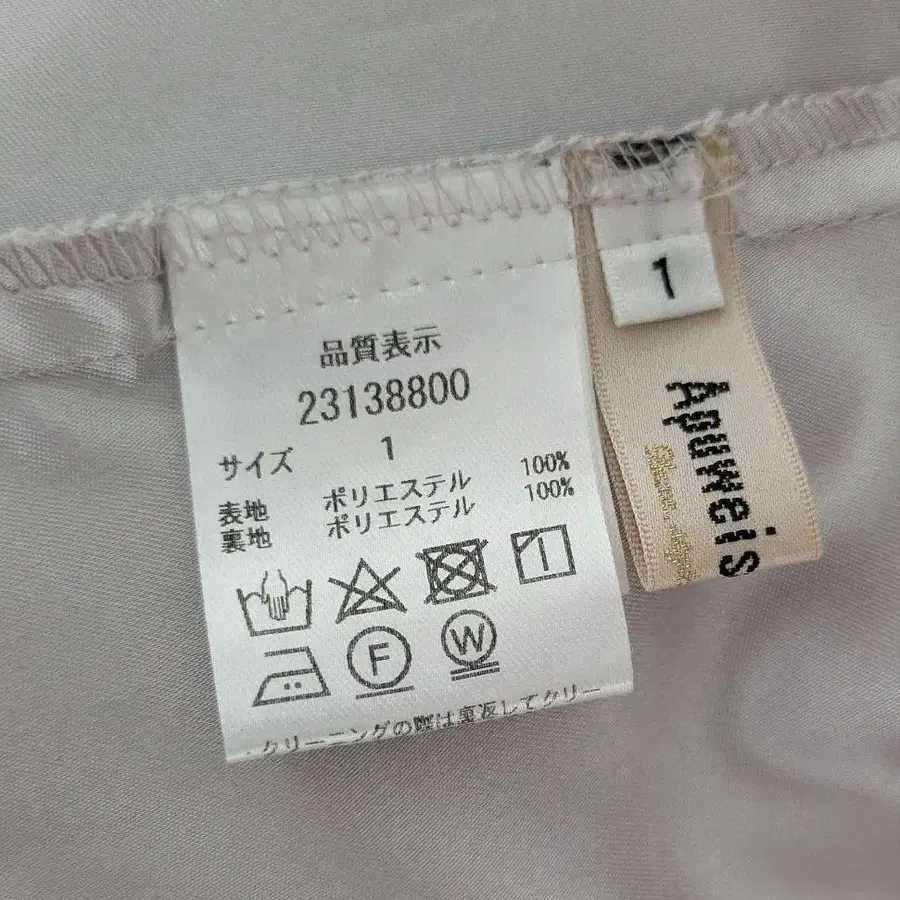 品質表示
23138800
サイズ 1
表地 ポリエステル 100%
裏地 ポリエステル 100%
F W
・クリーニングの際は裏返してクリー
1
Apuweis